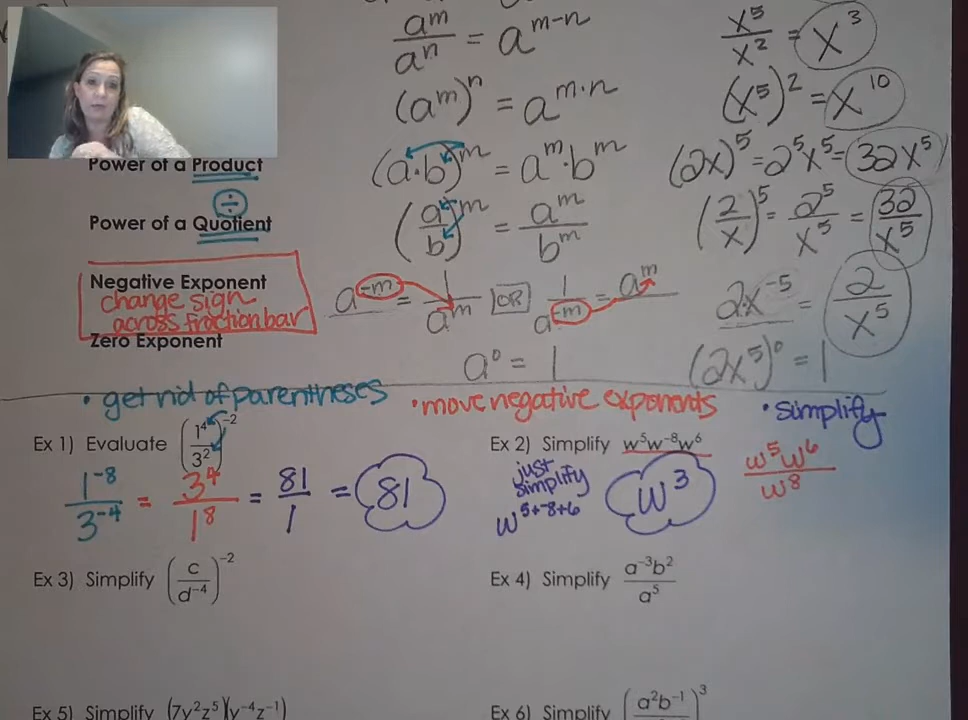 a^m/a^n = a^(m-n) x^5/x^2 = x^3
(a^m)^n = a^(m·n) (x^5)^2 = x^10
Power of a Product (a·b)^m = a^m·b^m (2x)^5 = 2^5x^5 = 32x^5
÷
Power of a Quotient (a/b)^m = a^m/b^m (2/x)^5 = 2^5/x^5 = 32/x^5
Negative Exponent
change sign
across fraction bar
a^-m = 1/a^m OR 1/a^-m = a^m 2x^-5 = 2/x^5
Zero Exponent a^0 = 1 (2x^5)^0 = 1
• get rid of parentheses • move negative exponents • simplify
Ex 1) Evaluate (1^4/3^2)^-2
1^-8/3^-4 = 3^4/1^8 = 81/1 = 81
Ex 2) Simplify w^5w^-8w^6
just
simplify
w^(5+-8+6) w^3 w^5w^6/w^8
Ex 3) Simplify (c/d^-4)^-2
Ex 4) Simplify a^-3b^2/a^5
Ex 5) Simplify (7y^2z^5)(y^-4z^-1)
Ex 6) Simplify (a^2b^-1)^3